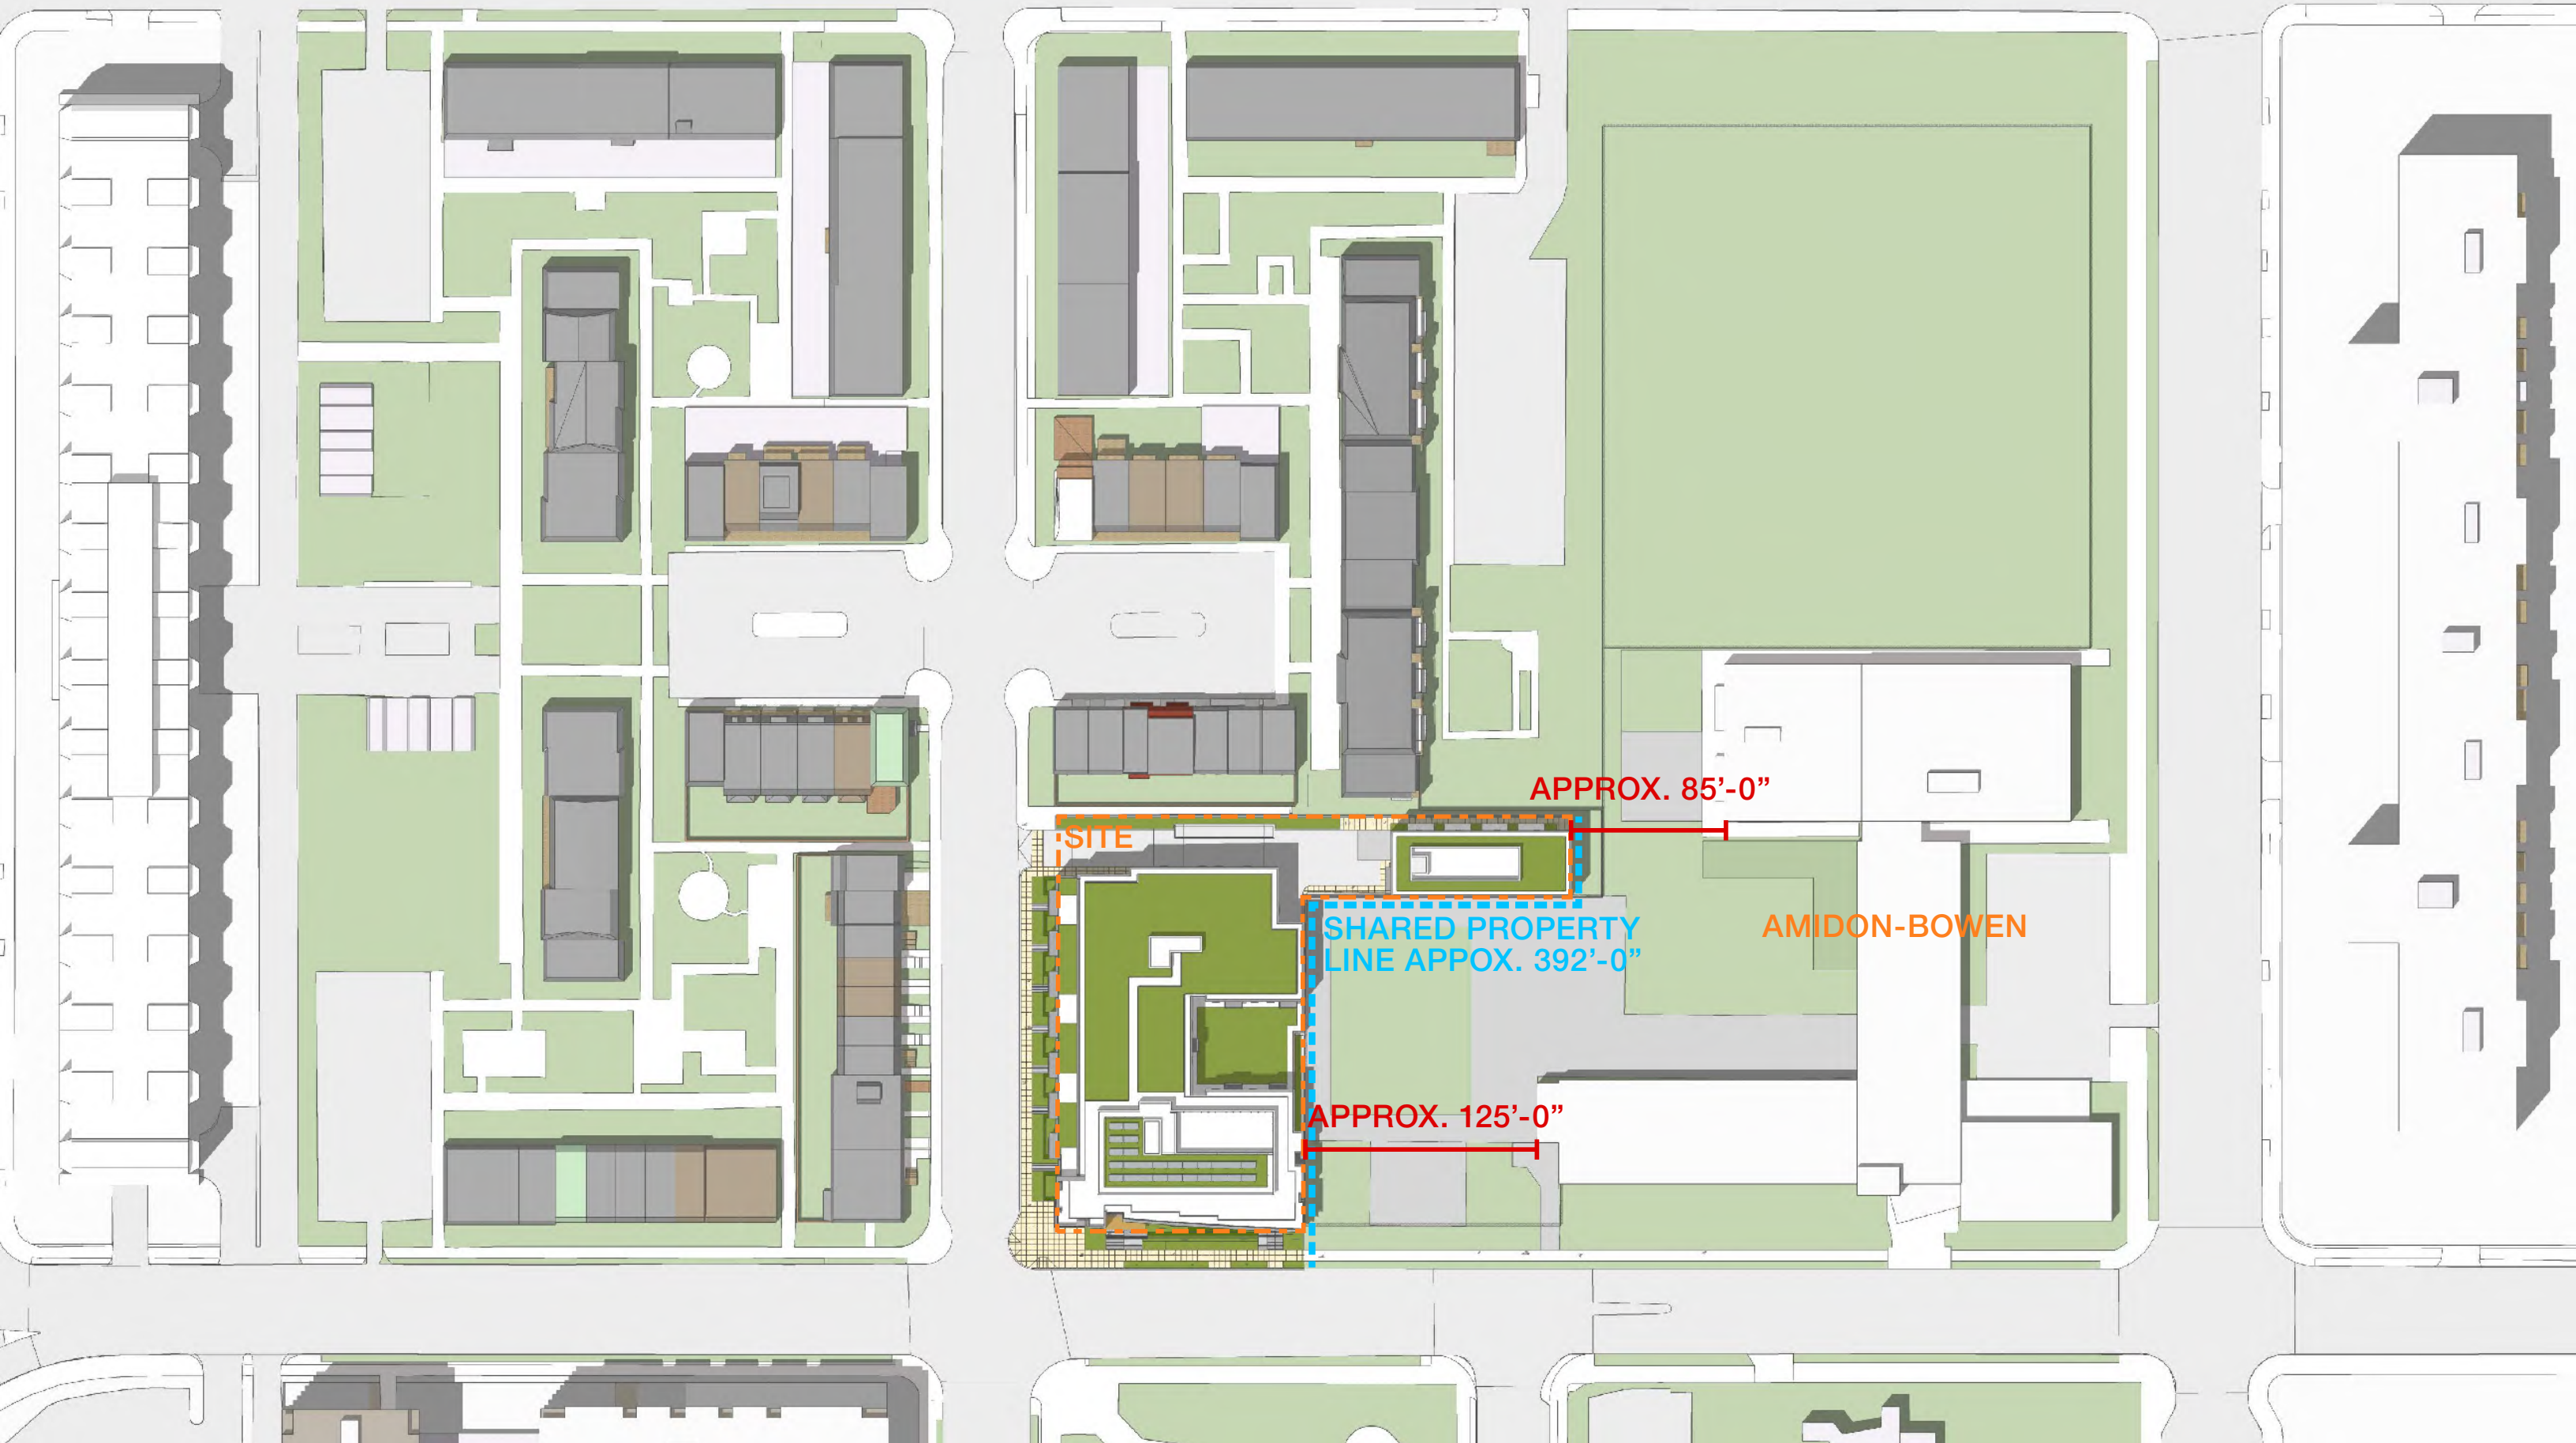 APPROX. 85’-0”
SITE
SHARED PROPERTY
LINE APPOX. 392’-0”
AMIDON-BOWEN
APPROX. 125’-0”